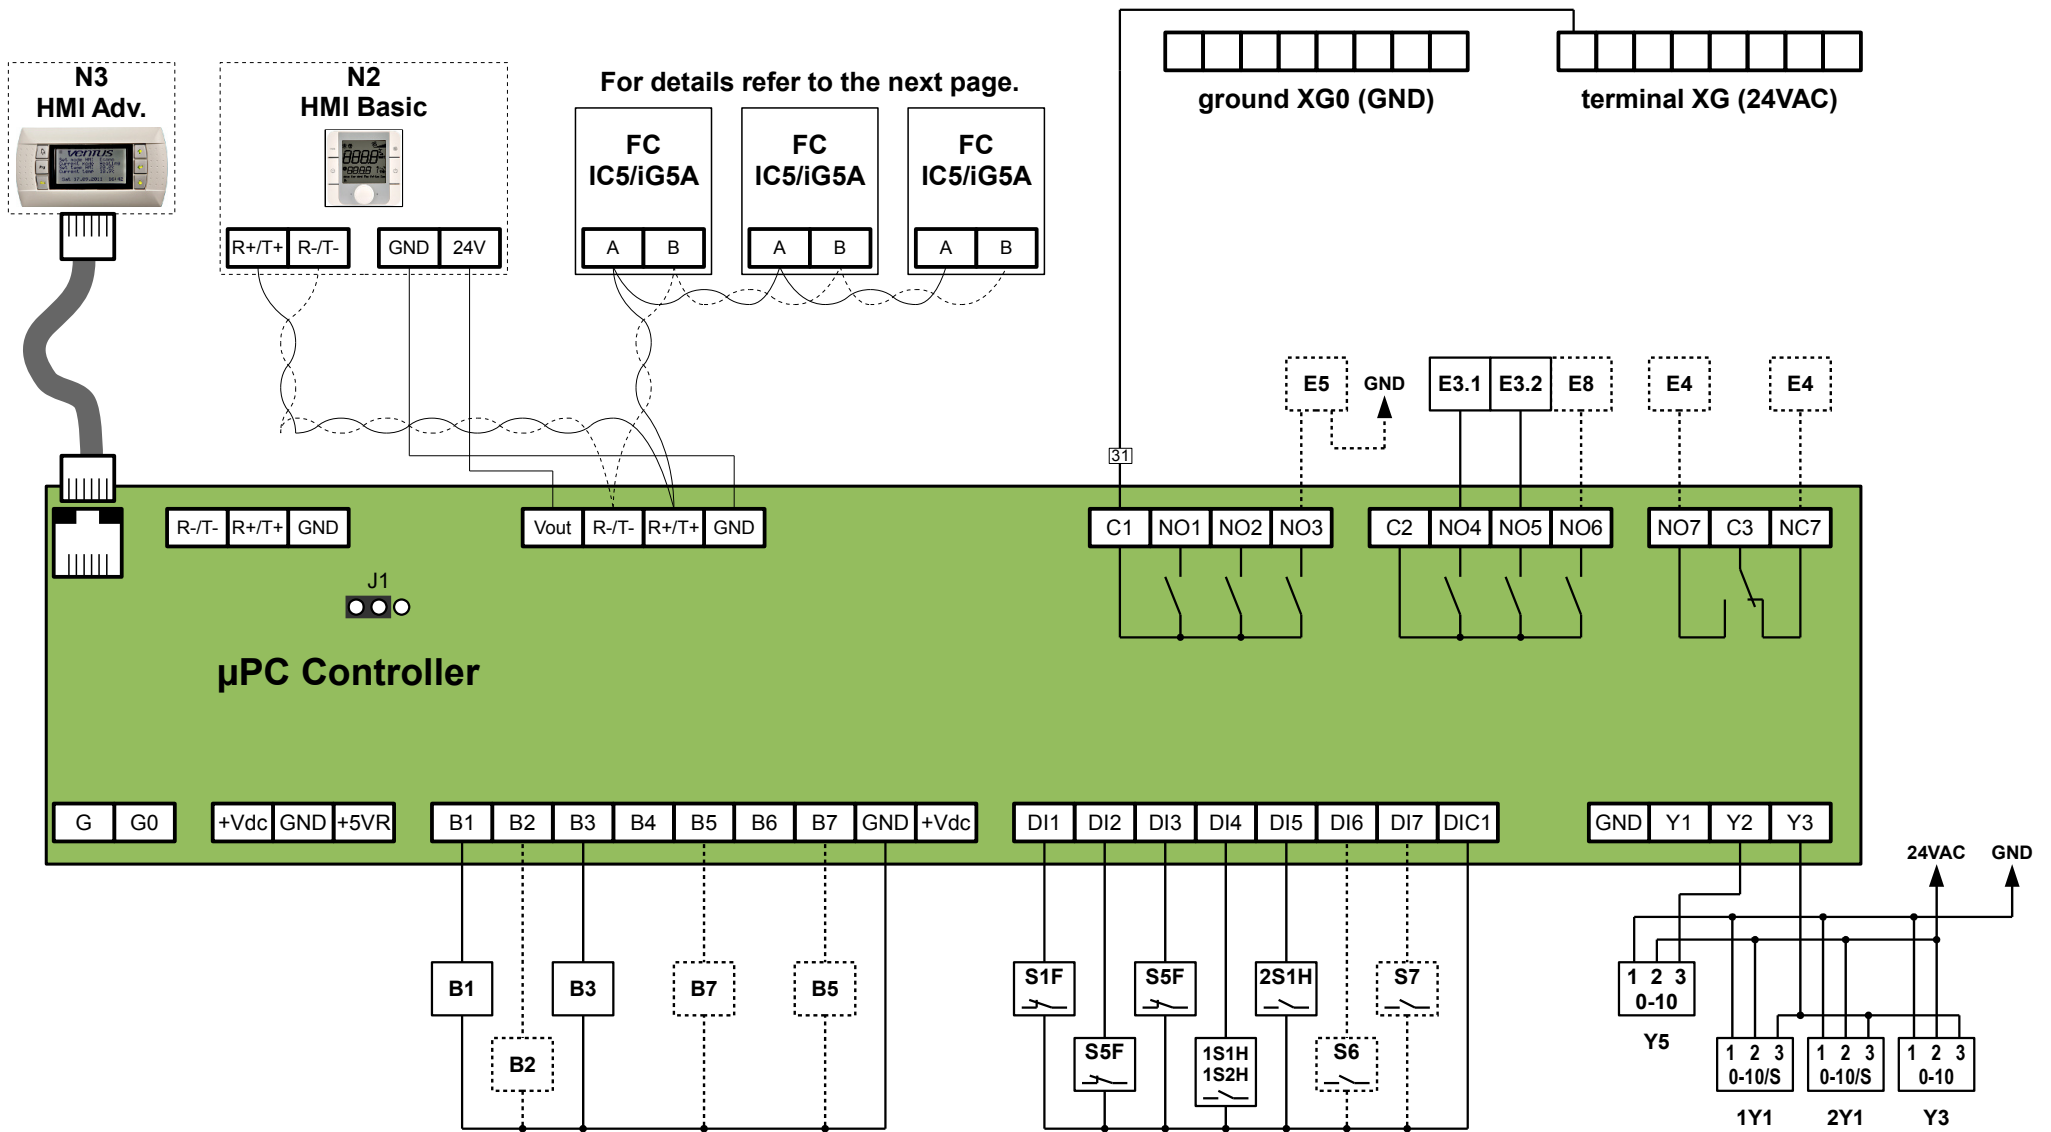 N3
HMI Adv.
ventus
N2
HMI Basic
For details refer to the next page.
FC
IC5/iG5A
FC
IC5/iG5A
FC
IC5/iG5A
ground XG0 (GND)
terminal XG (24VAC)
R+/T+ R-/T- GND 24V
A B A B A B
E5 GND E3.1 E3.2 E8 E4 E4
31
R-/T- R+/T+ GND
Vout R-/T- R+/T+ GND
C1 NO1 NO2 NO3
C2 NO4 NO5 NO6
NO7 C3 NC7
J1
µPC Controller
G G0
+Vdc GND +5VR
B1 B2 B3 B4 B5 B6 B7 GND +Vdc
DI1 DI2 DI3 DI4 DI5 DI6 DI7 DIC1
GND Y1 Y2 Y3
24VAC GND
B1 B3 B7 B5
B2
S1F S5F 2S1H S7
S5F
1S1H
1S2H
S6
1 2 3
0-10
Y5
1 2 3
0-10/S
1Y1
1 2 3
0-10/S
2Y1
1 2 3
0-10
Y3